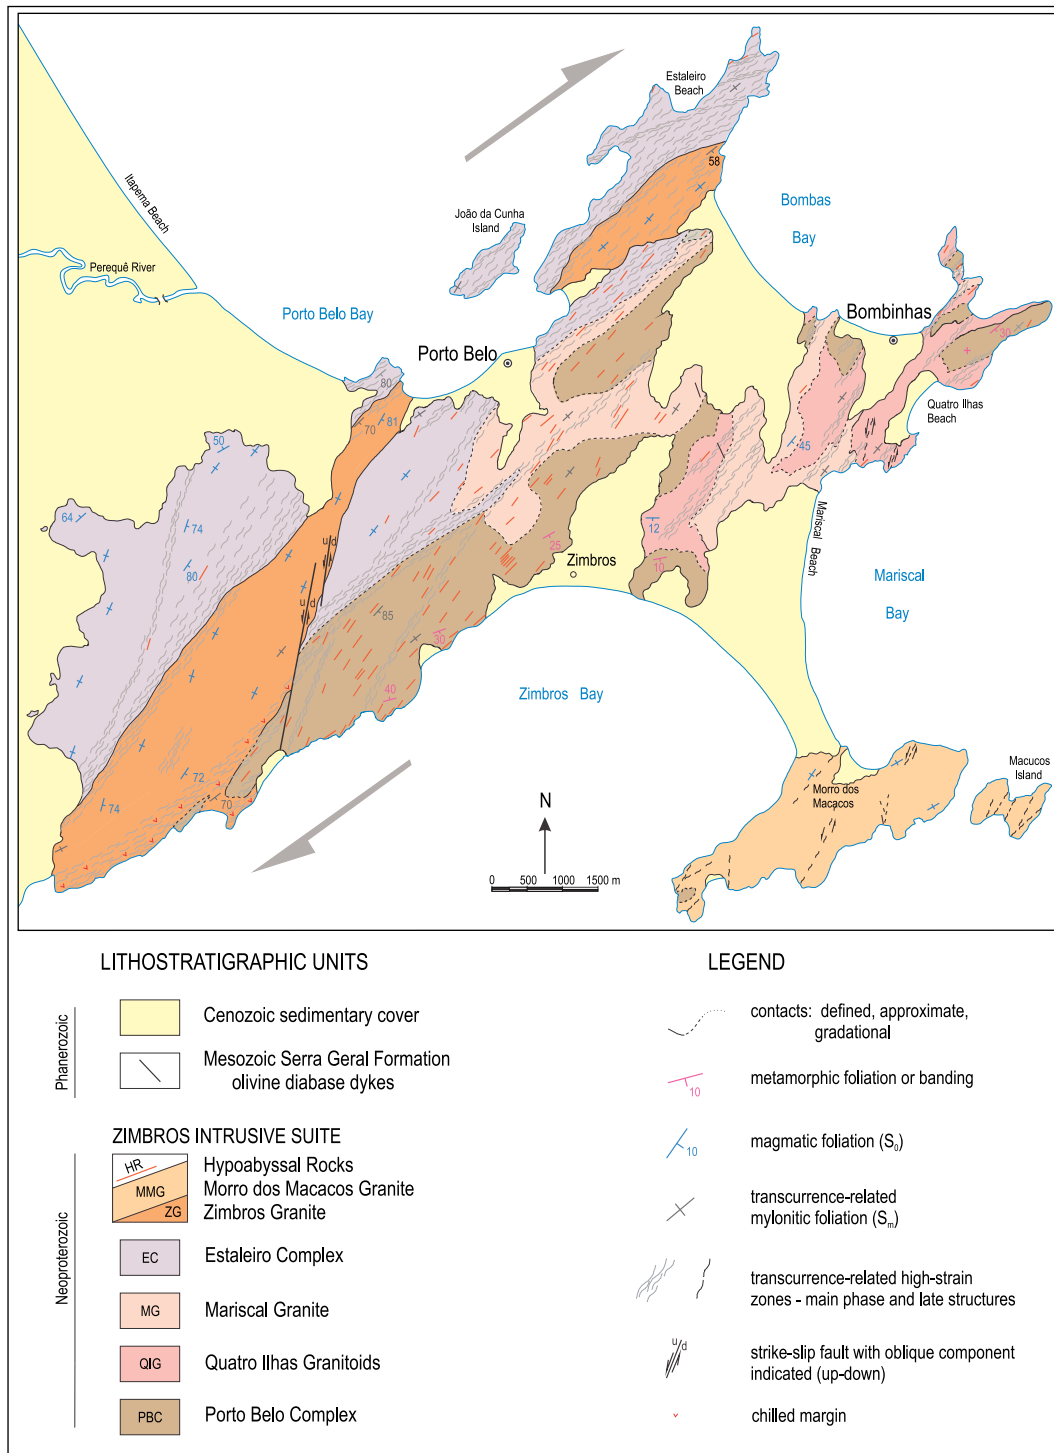 Estaleiro
Beach
58
Itapema Beach
João da Cunha
Island
Bombas
Bay
Perequê River
Porto Belo Bay
Bombinhas
Porto Belo
30
80
Quatro Ilhas
Beach
81
70
50
45
64
74
12
Mariscal Beach
25
Zimbros
10
80
Mariscal
Bay
u d
u d
85
30
Zimbros Bay
40
Macucos
Island
72
Morro dos
Macacos
74
70
N
0 500 1000 1500 m
LITHOSTRATIGRAPHIC UNITS
Phanerozoic
Cenozoic sedimentary cover
Mesozoic Serra Geral Formation
olivine diabase dykes
ZIMBROS INTRUSIVE SUITE
Neoproterozoic
HR Hypoabyssal Rocks
MMG Morro dos Macacos Granite
ZG Zimbros Granite
EC Estaleiro Complex
MG Mariscal Granite
QIG Quatro Ilhas Granitoids
PBC Porto Belo Complex
LEGEND
contacts: defined, approximate,
gradational
10 metamorphic foliation or banding
10 magmatic foliation (S0)
transcurrence-related
mylonitic foliation (Sm)
transcurrence-related high-strain
zones - main phase and late structures
u d strike-slip fault with oblique component
indicated (up-down)
chilled margin